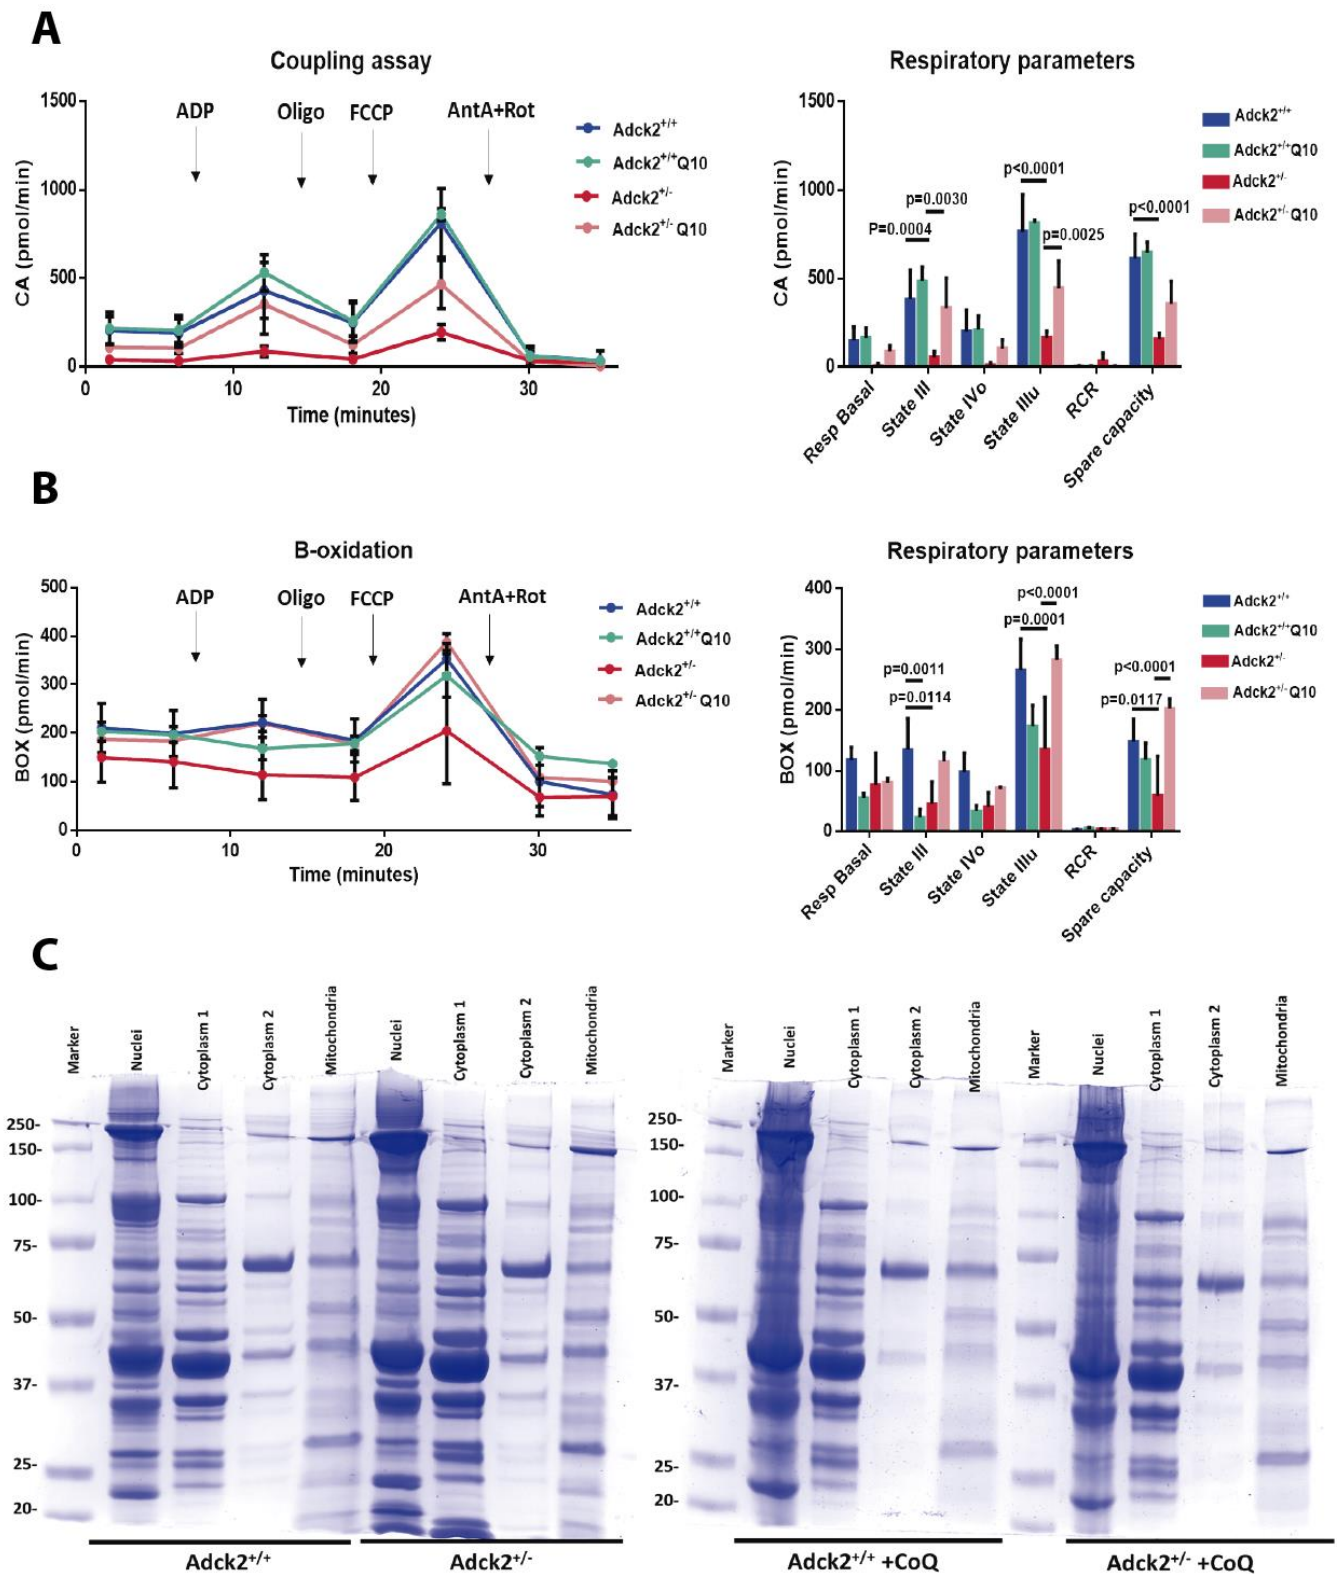 A
Coupling assay
1500
1000
500
0
CA (pmol/min)
ADP
Oligo
FCCP
AntA+Rot
0
10
20
30
Time (minutes)
Adck2+/+
Adck2+/+Q10
Adck2+/-
Adck2+/- Q10
Respiratory parameters
1500
1000
500
0
CA (pmol/min)
P=0.0004
p=0.0030
p<0.0001
p=0.0025
p<0.0001
Resp Basal
State III
State IVo
State IIIu
RCR
Spare capacity
Adck2+/+
Adck2+/+Q10
Adck2+/-
Adck2+/- Q10
B
B-oxidation
500
400
300
200
100
0
BOX (pmol/min)
ADP
Oligo
FCCP
AntA+Rot
0
10
20
30
Time (minutes)
Adck2+/+
Adck2+/+Q10
Adck2+/-
Adck2+/- Q10
Respiratory parameters
400
300
200
100
0
BOX (pmol/min)
p=0.0011
p=0.0114
p<0.0001
p=0.0001
p<0.0001
p=0.0117
Resp Basal
State III
State IVo
State IIIu
RCR
Spare capacity
Adck2+/+
Adck2+/+Q10
Adck2+/-
Adck2+/- Q10
C
Marker
Nuclei
Cytoplasm 1
Cytoplasm 2
Mitochondria
Nuclei
Cytoplasm 1
Cytoplasm 2
Mitochondria
250-
150-
100-
75-
50-
37-
25-
20-
Adck2+/+
Adck2+/-
Marker
Nuclei
Cytoplasm 1
Cytoplasm 2
Mitochondria
Marker
Nuclei
Cytoplasm 1
Cytoplasm 2
Mitochondria
250-
150-
100-
75-
50-
37-
25-
20-
Adck2+/+ +CoQ
Adck2+/- +CoQ